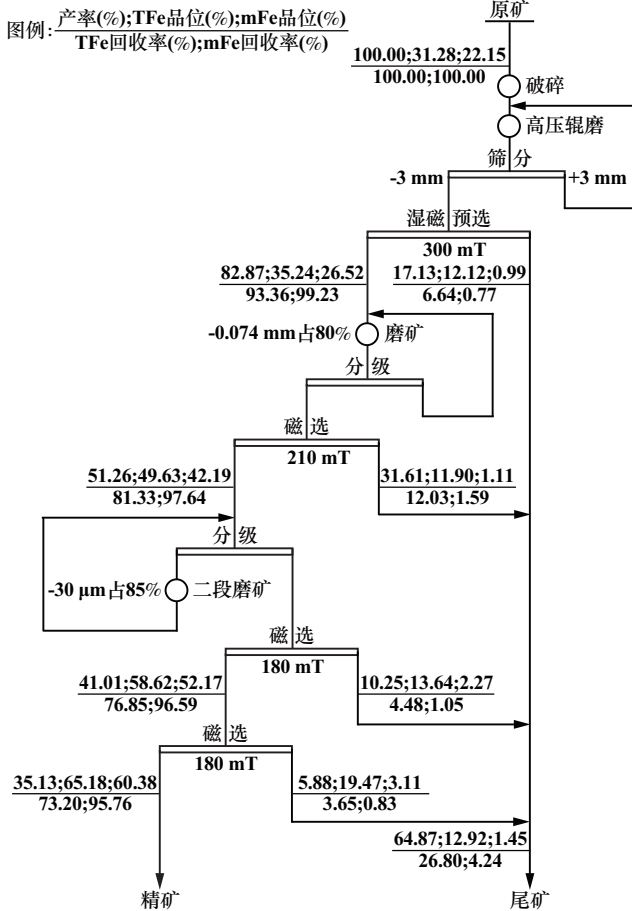 原矿
图例:产率(%);TFe品位(%);mFe品位(%)
TFe回收率(%);mFe回收率(%)
100.00;31.28;22.15
100.00;100.00
破碎
高压辊磨
筛分
-3 mm
+3 mm
湿磁预选
300 mT
82.87;35.24;26.52
93.36;99.23
17.13;12.12;0.99
6.64;0.77
-0.074 mm占80%
磨矿
分级
磁选
210 mT
51.26;49.63;42.19
81.33;97.64
31.61;11.90;1.11
12.03;1.59
分级
-30 μm占85%
二段磨矿
磁选
180 mT
41.01;58.62;52.17
76.85;96.59
10.25;13.64;2.27
4.48;1.05
磁选
180 mT
35.13;65.18;60.38
73.20;95.76
5.88;19.47;3.11
3.65;0.83
64.87;12.92;1.45
26.80;4.24
精矿
尾矿